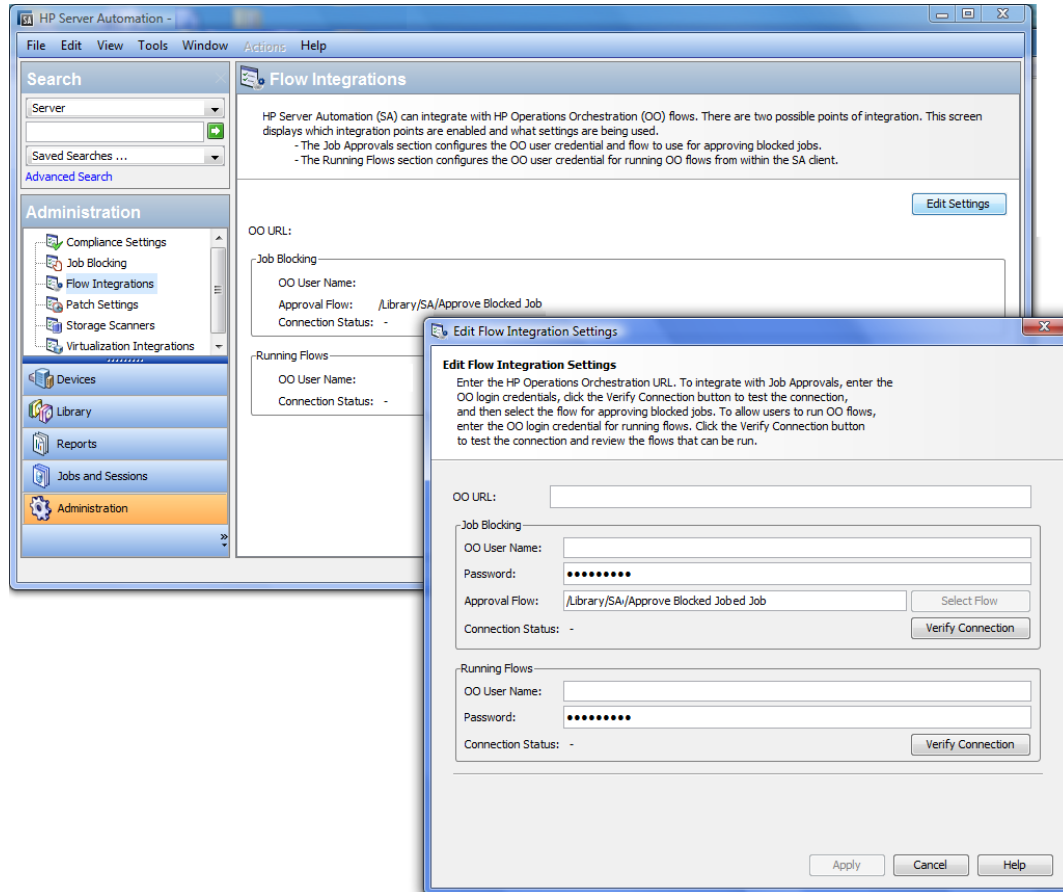 HP Server Automation -
File Edit View Tools Window Actions Help
Search
Server
Saved Searches ...
Advanced Search
Administration
Compliance Settings
Job Blocking
Flow Integrations
Patch Settings
Storage Scanners
Virtualization Integrations
Devices
Library
Reports
Jobs and Sessions
Administration
Flow Integrations
HP Server Automation (SA) can integrate with HP Operations Orchestration (OO) flows. There are two possible points of integration. This screen
displays which integration points are enabled and what settings are being used.
- The Job Approvals section configures the OO user credential and flow to use for approving blocked jobs.
- The Running Flows section configures the OO user credential for running OO flows from within the SA client.
Edit Settings
OO URL:
Job Blocking
OO User Name:
Approval Flow: /Library/SA/Approve Blocked Job
Connection Status: -
Running Flows
OO User Name:
Connection Status: -
Edit Flow Integration Settings
Edit Flow Integration Settings
Enter the HP Operations Orchestration URL. To integrate with Job Approvals, enter the
OO login credentials, click the Verify Connection button to test the connection,
and then select the flow for approving blocked jobs. To allow users to run OO flows,
enter the OO login credential for running flows. Click the Verify Connection button
to test the connection and review the flows that can be run.
OO URL:
Job Blocking
OO User Name:
Password: •••••••••
Approval Flow: /Library/SA/Approve Blocked Jobed Job Select Flow
Connection Status: - Verify Connection
Running Flows
OO User Name:
Password: •••••••••
Connection Status: - Verify Connection
Apply Cancel Help